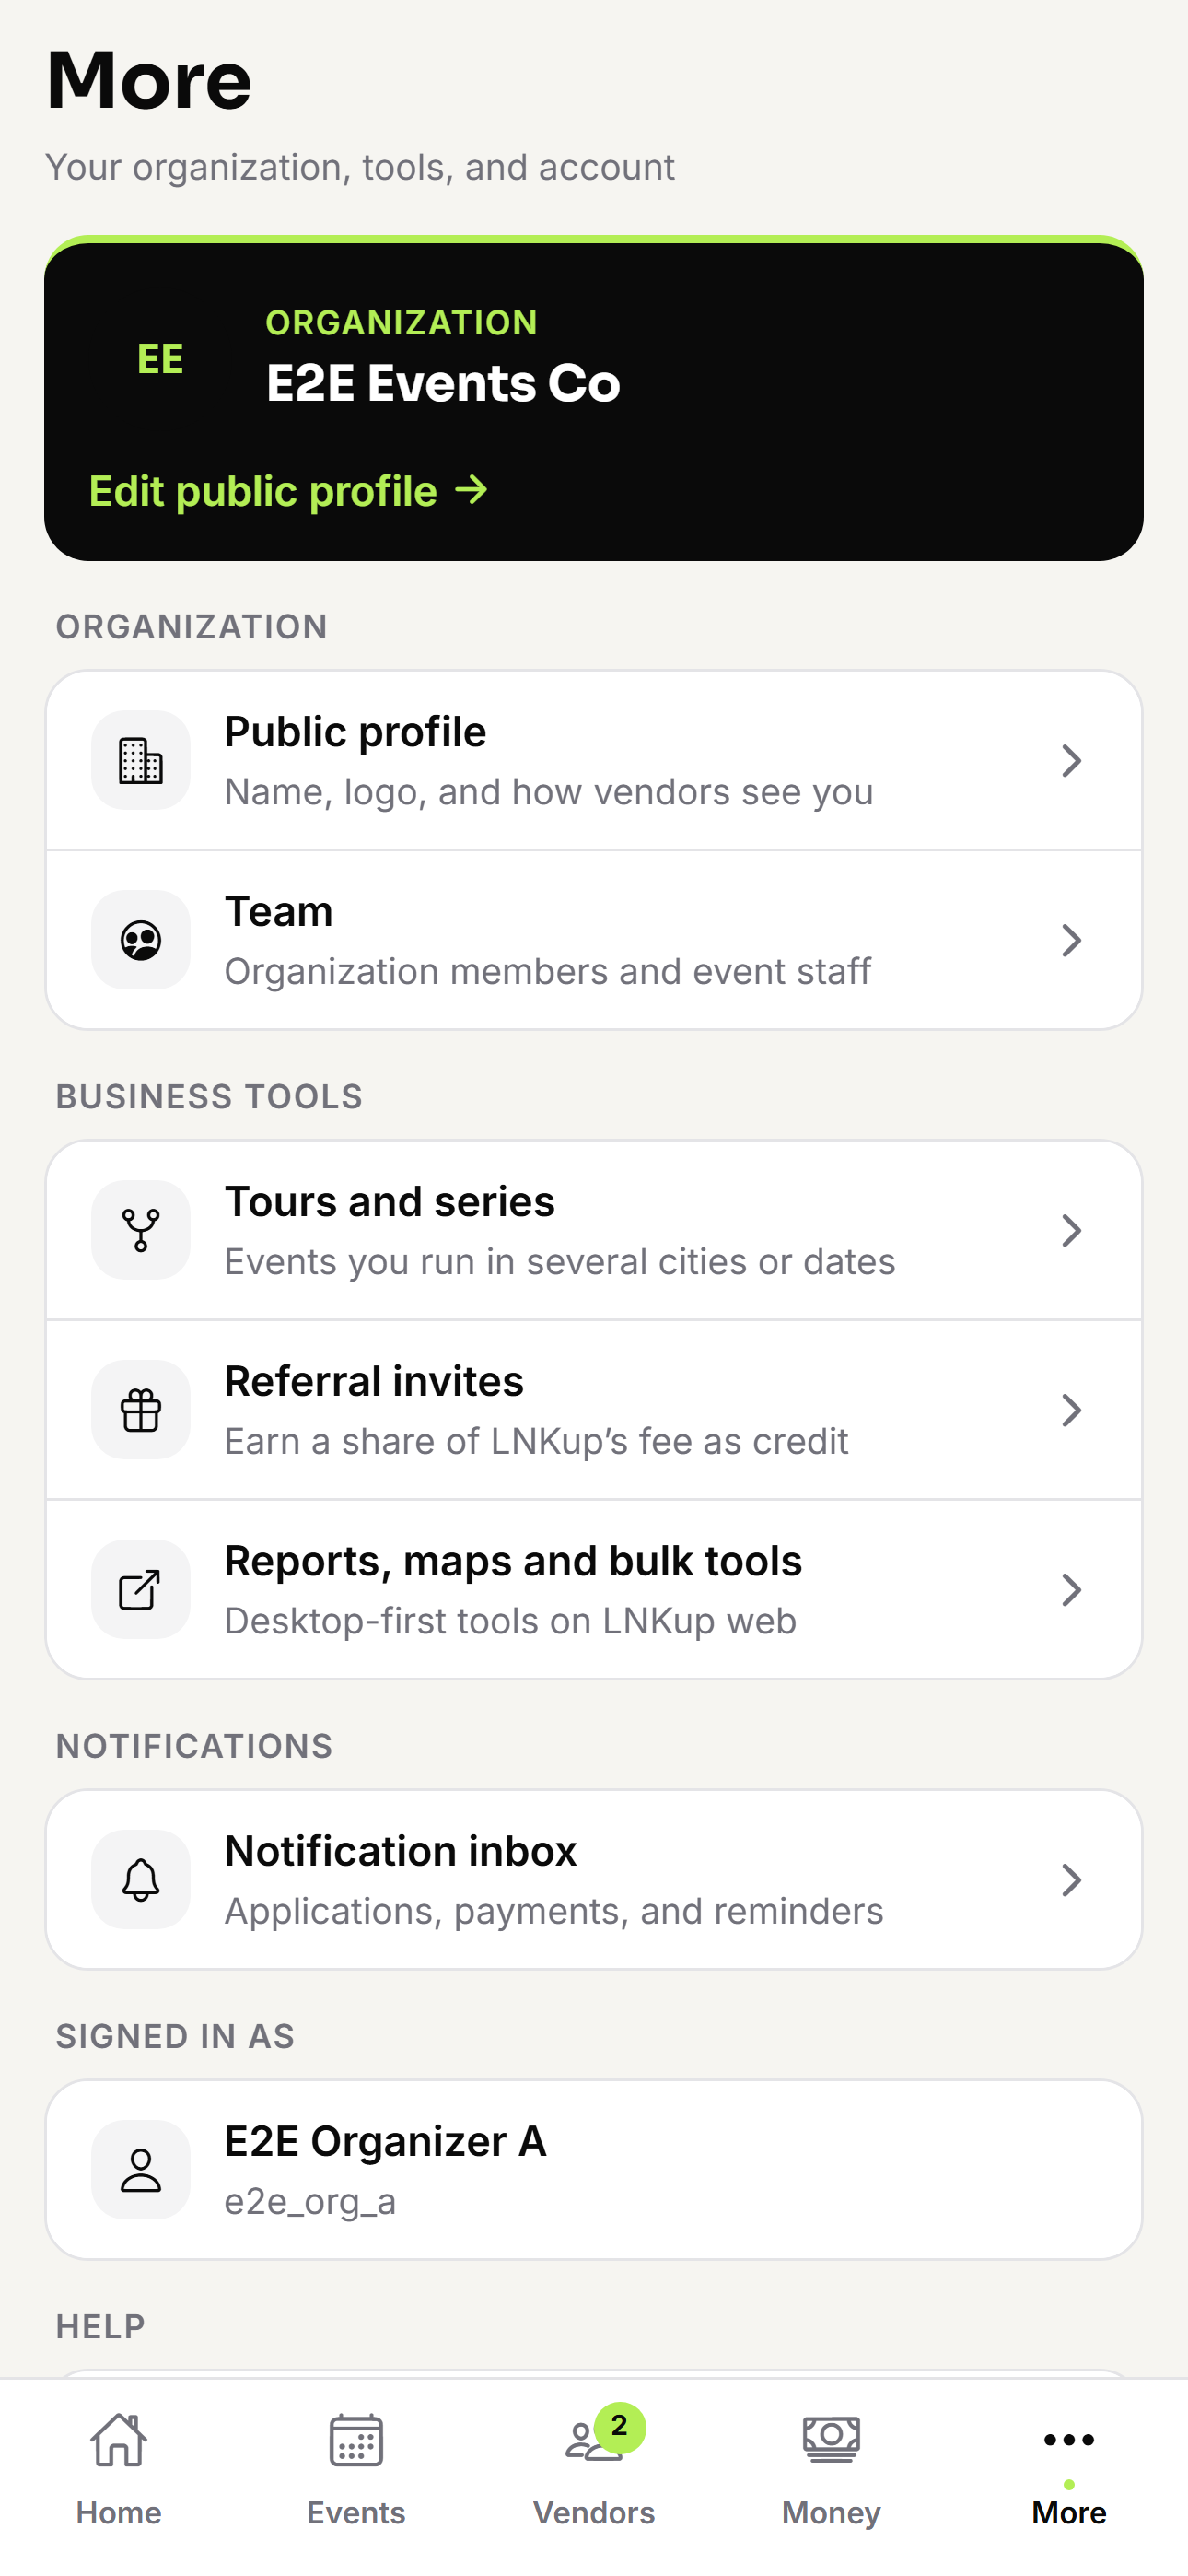 More
Your organization, tools, and account
EE
ORGANIZATION
E2E Events Co
Edit public profile →
ORGANIZATION
Public profile
Name, logo, and how vendors see you
Team
Organization members and event staff
BUSINESS TOOLS
Tours and series
Events you run in several cities or dates
Referral invites
Earn a share of LNKup’s fee as credit
Reports, maps and bulk tools
Desktop-first tools on LNKup web
NOTIFICATIONS
Notification inbox
Applications, payments, and reminders
SIGNED IN AS
E2E Organizer A
e2e_org_a
HELP
2
Home
Events
Vendors
Money
More